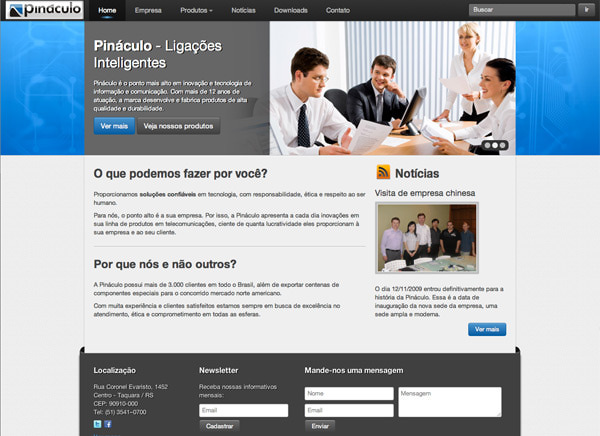 pináculo
Home Empresa Produtos Notícias Downloads Contato
Buscar
Ir
Pináculo - Ligações
Inteligentes
Pináculo é o ponto mais alto em inovação e tecnologia de
informação e comunicação. Com mais de 12 anos de
atuação, a marca desenvolve e fabrica produtos de alta
qualidade e durabilidade.
Ver mais
Veja nossos produtos
O que podemos fazer por você?
Proporcionamos soluções confiáveis em tecnologia, com responsabilidade, ética e respeito ao ser
humano.
Para nós, o ponto alto é a sua empresa. Por isso, a Pináculo apresenta a cada dia inovações em
sua linha de produtos em telecomunicações, ciente de quanta lucratividade eles proporcionam à
sua empresa e ao seu cliente.
Por que nós e não outros?
A Pináculo possui mais de 3.000 clientes em todo o Brasil, além de exportar centenas de
componentes especiais para o concorrido mercado norte americano.
Com muita experiência e clientes satisfeitos estamos sempre em busca de excelência no
atendimento, ética e comprometimento em todas as esferas.
Notícias
Visita de empresa chinesa
O dia 12/11/2009 entrou definitivamente para a
história da Pináculo. Essa é a data de
inauguração da nova sede da empresa, uma
sede ampla e moderna.
Ver mais
Localização
Rua Coronel Evaristo, 1452
Centro - Taquara / RS
CEP: 90910-000
Tel: (51) 3541-0700
Newsletter
Receba nossas informativos
mensais:
Email
Cadastrar
Mande-nos uma mensagem
Nome
Email
Mensagem
Enviar